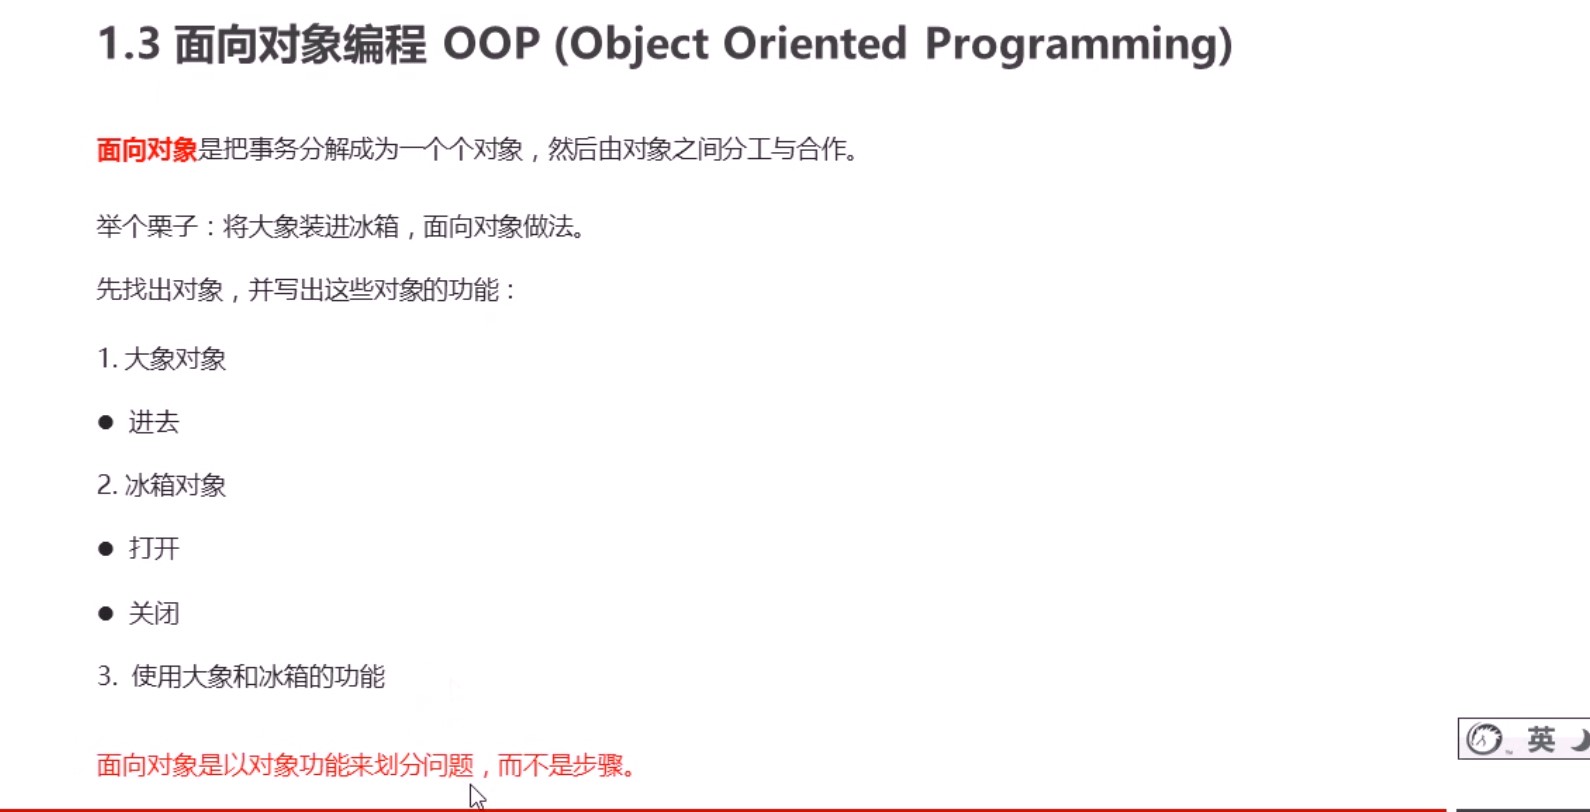 1.3 面向对象编程 OOP (Object Oriented Programming)
面向对象是把事务分解成为一个个对象，然后由对象之间分工与合作。
举个栗子：将大象装进冰箱，面向对象做法。
先找出对象，并写出这些对象的功能：
1. 大象对象
● 进去
2. 冰箱对象
● 打开
● 关闭
3. 使用大象和冰箱的功能
面向对象是以对象功能来划分问题，而不是步骤。
英